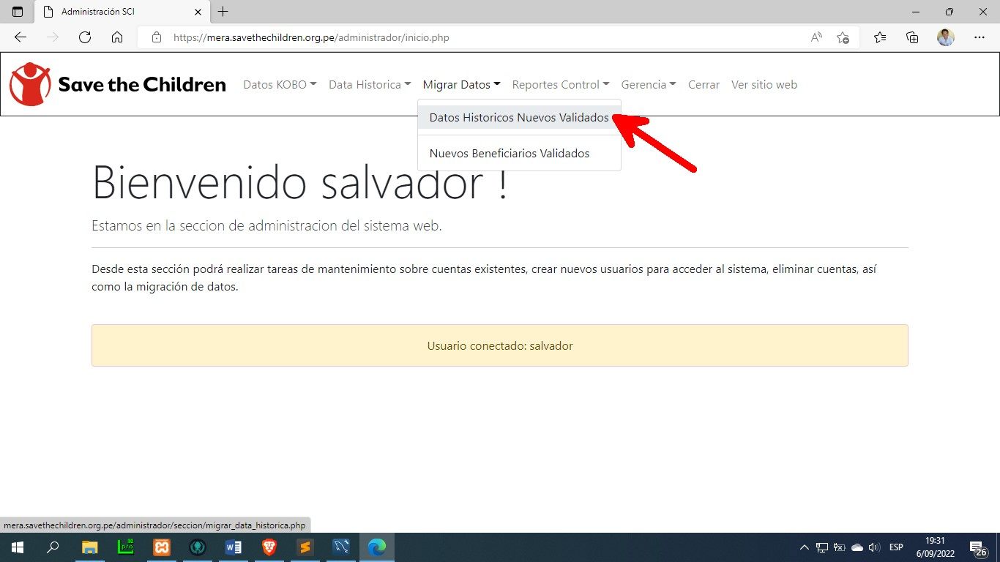 Administración SCI
https://mera.savethechildren.org.pe/administrador/inicio.php
Save the Children
Datos KOBO Data Historica Migrar Datos Reportes Control Gerencia Cerrar Ver sitio web
Datos Historicos Nuevos Validados
Nuevos Beneficiarios Validados
Bienvenido salvador !
Estamos en la seccion de administracion del sistema web.
Desde esta sección podrá realizar tareas de mantenimiento sobre cuentas existentes, crear nuevos usuarios para acceder al sistema, eliminar cuentas, así
como la migración de datos.
Usuario conectado: salvador
mera.savethechildren.org.pe/administrador/seccion/migrar_data_historica.php
ESP
19:31
6/09/2022
26